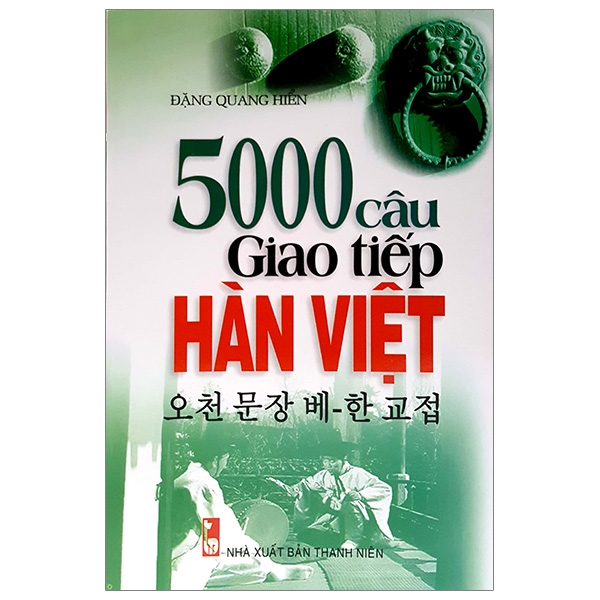 ĐẶNG QUANG HIỂN
5000 câu
Giao tiếp
HÀN VIỆT
오천 문장 베-한 교접
NHÀ XUẤT BẢN THANH NIÊN